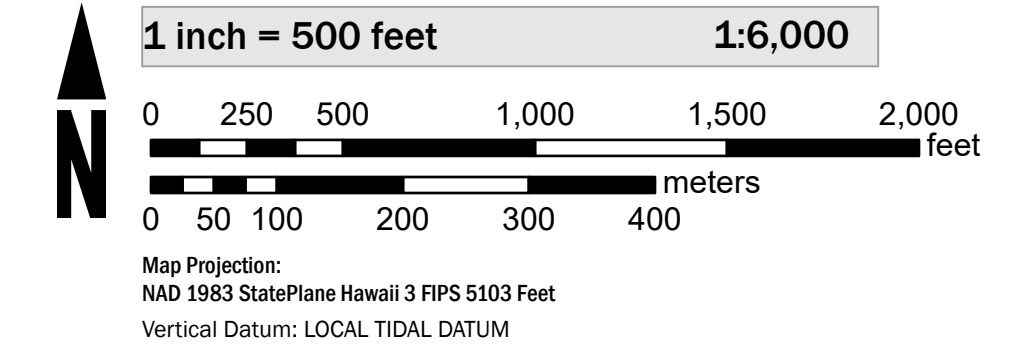 1 inch = 500 feet 1:6,000
0 250 500 1,000 1,500 2,000
feet
meters
0 50 100 200 300 400
N
Map Projection:
NAD 1983 StatePlane Hawaii 3 FIPS 5103 Feet
Vertical Datum: LOCAL TIDAL DATUM